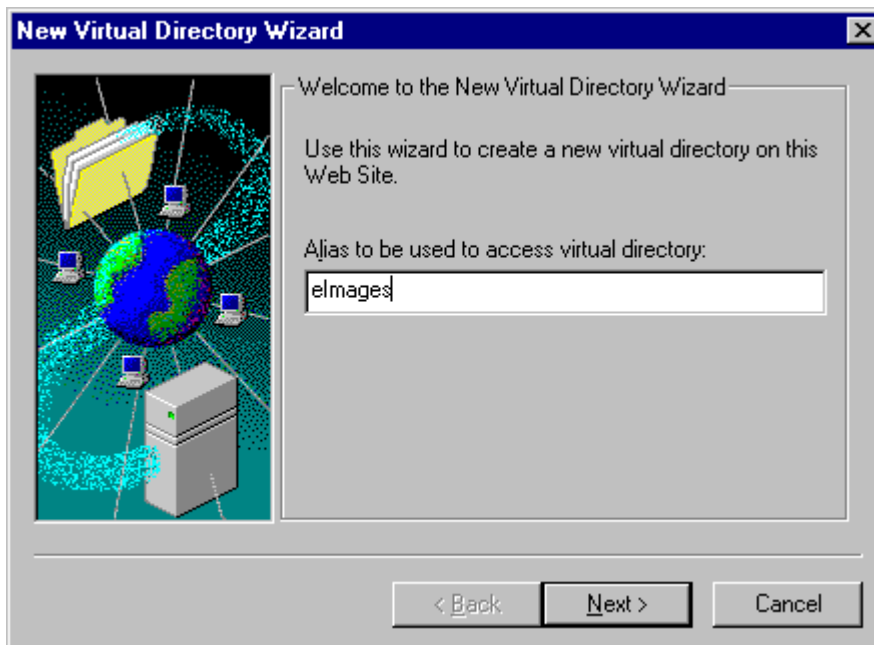 New Virtual Directory Wizard
Welcome to the New Virtual Directory Wizard
Use this wizard to create a new virtual directory on this
Web Site.
Alias to be used to access virtual directory:
eImages
< Back
Next >
Cancel